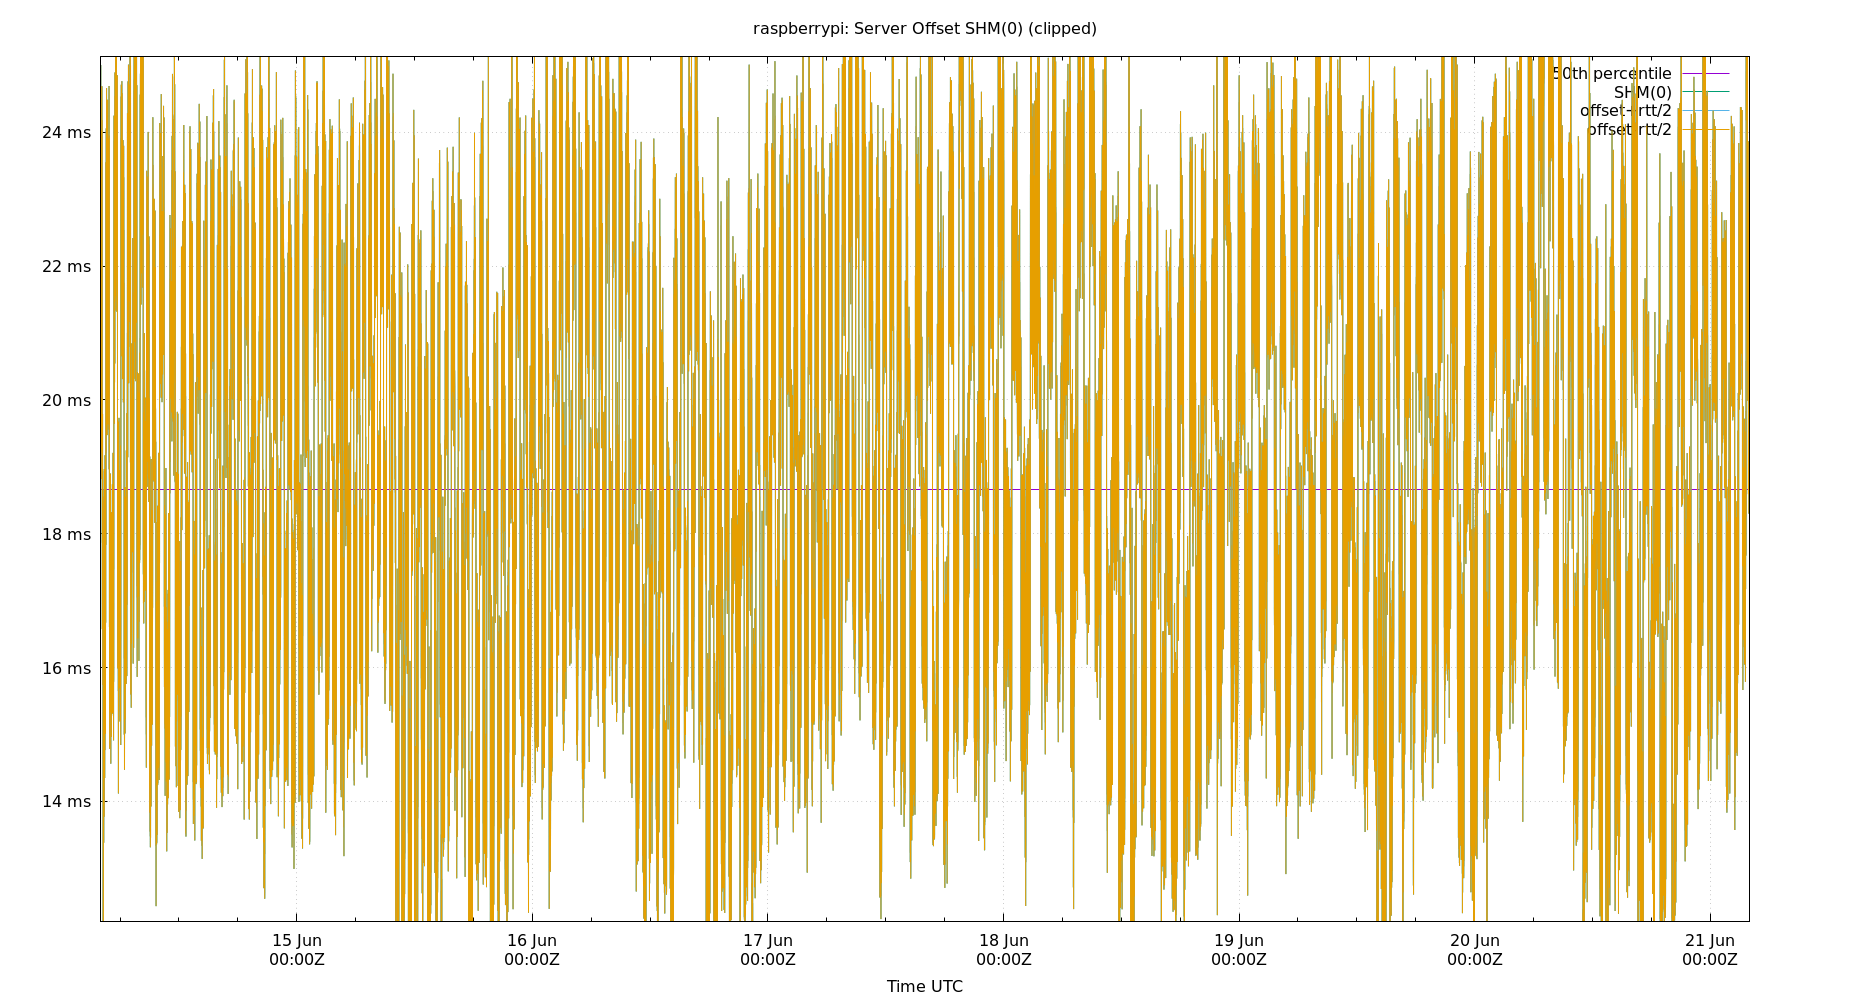 raspberrypi: Server Offset SHM(0) (clipped)
50th percentile
SHM(0)
offset+rtt/2
offset-rtt/2
24 ms
22 ms
20 ms
18 ms
16 ms
14 ms
15 Jun 16 Jun 17 Jun 18 Jun 19 Jun 20 Jun 21 Jun
00:00Z 00:00Z 00:00Z 00:00Z 00:00Z 00:00Z 00:00Z
Time UTC